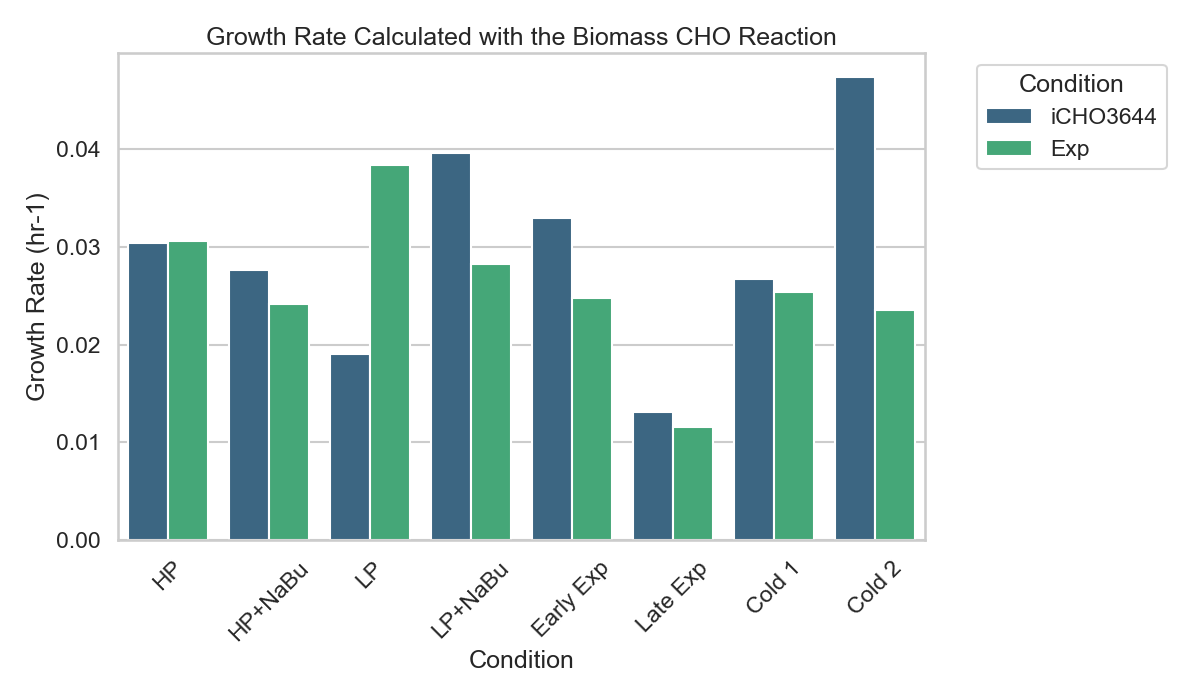 Growth Rate Calculated with the Biomass CHO Reaction
Condition
iCHO3644
Exp
Growth Rate (hr-1)
0.04
0.03
0.02
0.01
0.00
HP
HP+NaBu
LP
LP+NaBu
Early Exp
Late Exp
Cold 1
Cold 2
Condition